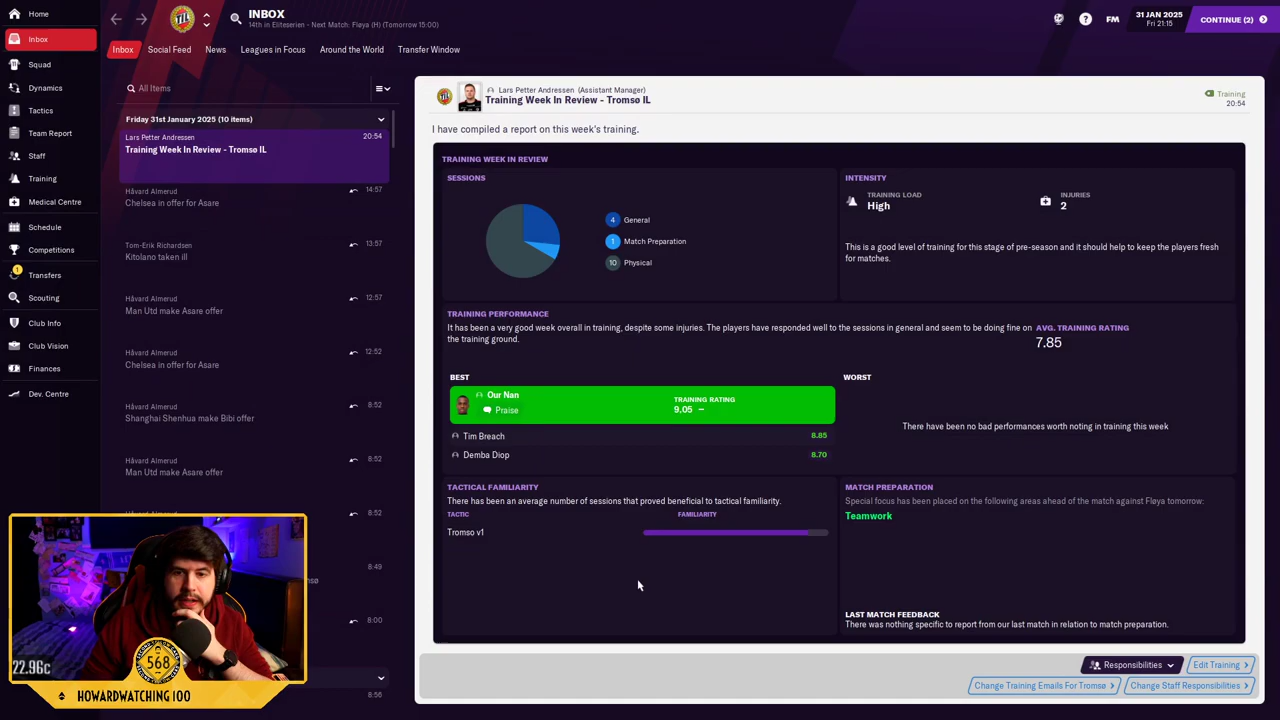 Home
Inbox
Squad
Dynamics
Tactics
Team Report
Staff
Training
Medical Centre
Schedule
Competitions
1
Transfers
Scouting
Club Info
Club Vision
Finances
Dev. Centre
TIL
INBOX
14th in Eliteserien - Next Match: Fløya (H) (Tomorrow 15:00)
?
FM
31 JAN 2025
Fri 21:15
CONTINUE (2)
Inbox
Social Feed
News
Leagues in Focus
Around the World
Transfer Window
All Items
Friday 31st January 2025 (10 items)
Lars Petter Andressen
20:54
Training Week In Review - Tromsø IL
Håvard Almerud
14:57
Chelsea in offer for Asare
Tom-Erik Richardsen
13:57
Kitolano taken ill
Håvard Almerud
12:57
Man Utd make Asare offer
Håvard Almerud
12:52
Chelsea in offer for Asare
Håvard Almerud
8:52
Shanghai Shenhua make Bibi offer
Håvard Almerud
8:52
Man Utd make Asare offer
8:52
8:49
8:00
8:56
Lars Petter Andressen (Assistant Manager)
Training Week In Review - Tromsø IL
Training
20:54
I have compiled a report on this week's training.
TRAINING WEEK IN REVIEW
SESSIONS
4 General
1 Match Preparation
10 Physical
INTENSITY
TRAINING LOAD
High
INJURIES
2
This is a good level of training for this stage of pre-season and it should help to keep the players fresh
for matches.
TRAINING PERFORMANCE
It has been a very good week overall in training, despite some injuries. The players have responded well to the sessions in general and seem to be doing fine on
the training ground.
AVG. TRAINING RATING
7.85
BEST
Our Nan
Praise
TRAINING RATING
9.05 –
Tim Breach
8.85
Demba Diop
8.70
WORST
There have been no bad performances worth noting in training this week
TACTICAL FAMILIARITY
There has been an average number of sessions that proved beneficial to tactical familiarity.
TACTIC
FAMILIARITY
Tromso v1
MATCH PREPARATION
Special focus has been placed on the following areas ahead of the match against Fløya tomorrow:
Teamwork
LAST MATCH FEEDBACK
There was nothing specific to report from our last match in relation to match preparation.
Responsibilities
Edit Training
Change Training Emails For Tromsø
Change Staff Responsibilities
22.96c
568
HOWARDWATCHING 100